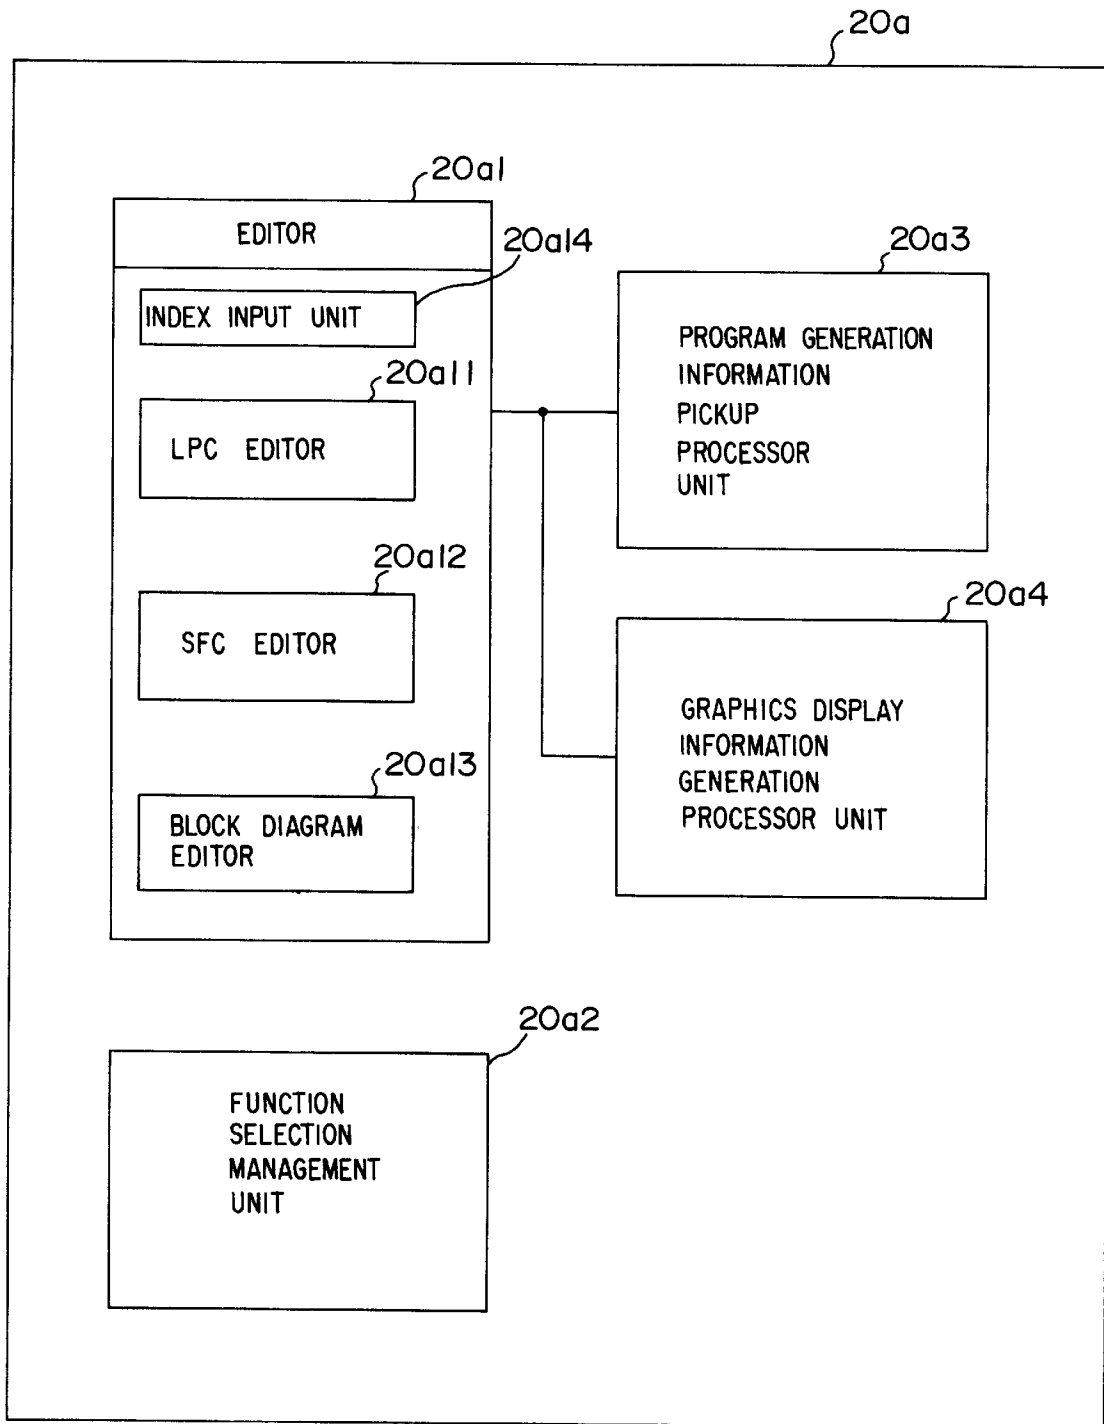 20a
20a1
EDITOR
20a14
INDEX INPUT UNIT
20a11
LPC EDITOR
20a12
SFC EDITOR
20a13
BLOCK DIAGRAM
EDITOR
20a3
PROGRAM GENERATION
INFORMATION
PICKUP
PROCESSOR
UNIT
20a4
GRAPHICS DISPLAY
INFORMATION
GENERATION
PROCESSOR UNIT
20a2
FUNCTION
SELECTION
MANAGEMENT
UNIT